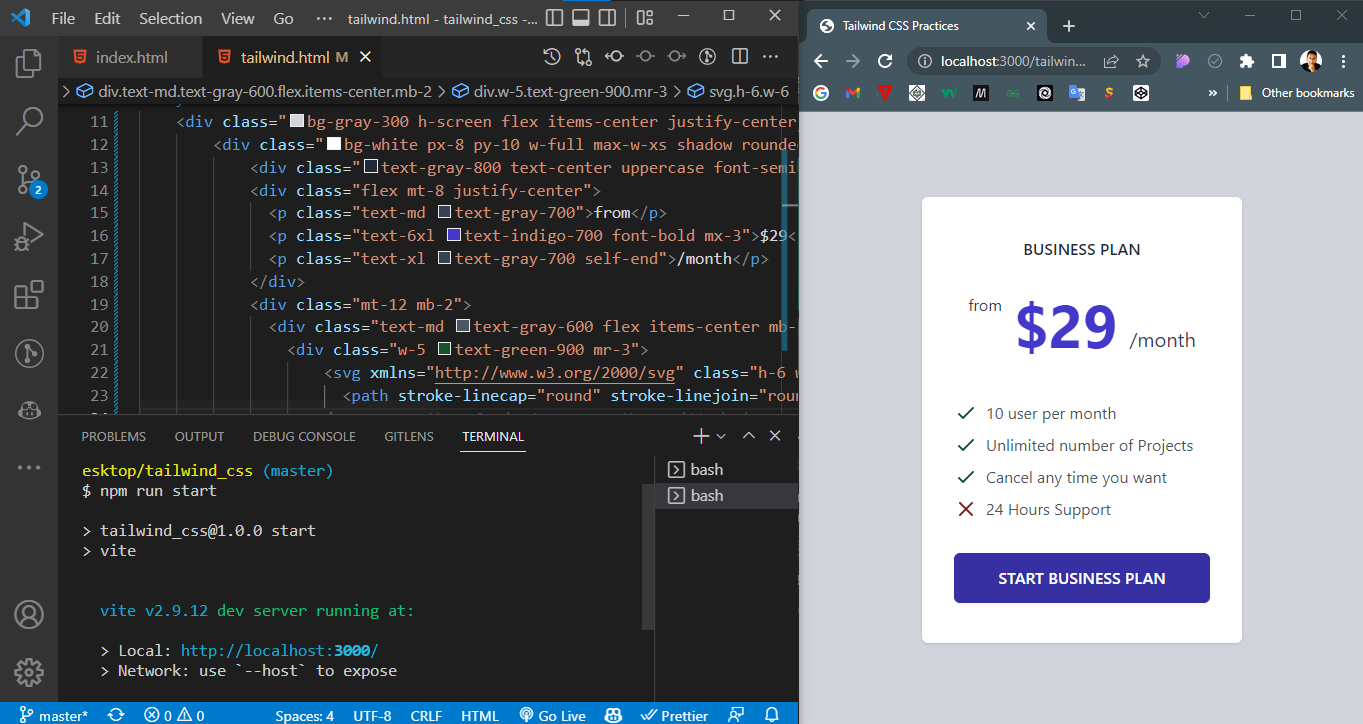 File Edit Selection View Go ··· tailwind.html - tailwind_css -...
index.html tailwind.html M
div.text-md.text-gray-600.flex.items-center.mb-2 > div.w-5.text-green-900.mr-3 > svg.h-6.w-6
11 <div class="bg-gray-300 h-screen flex items-center justify-center
12 <div class="bg-white px-8 py-10 w-full max-w-xs shadow rounde
13 <div class="text-gray-800 text-center uppercase font-semi
14 <div class="flex mt-8 justify-center">
15 <p class="text-md text-gray-700">from</p>
16 <p class="text-6xl text-indigo-700 font-bold mx-3">$29<
17 <p class="text-xl text-gray-700 self-end">/month</p>
18 </div>
19 <div class="mt-12 mb-2">
20 <div class="text-md text-gray-600 flex items-center mb-
21 <div class="w-5 text-green-900 mr-3">
22 <svg xmlns="http://www.w3.org/2000/svg" class="h-6 w
23 <path stroke-linecap="round" stroke-linejoin="roun
PROBLEMS OUTPUT DEBUG CONSOLE GITLENS TERMINAL
esktop/tailwind_css (master)
$ npm run start
> tailwind_css@1.0.0 start
> vite
vite v2.9.12 dev server running at:
> Local: http://localhost:3000/
> Network: use `--host` to expose
bash
bash
2
master* 0 0 Spaces: 4 UTF-8 CRLF HTML Go Live Prettier
Tailwind CSS Practices
localhost:3000/tailwin...
» Other bookmarks
BUSINESS PLAN
from $29 /month
10 user per month
Unlimited number of Projects
Cancel any time you want
24 Hours Support
START BUSINESS PLAN